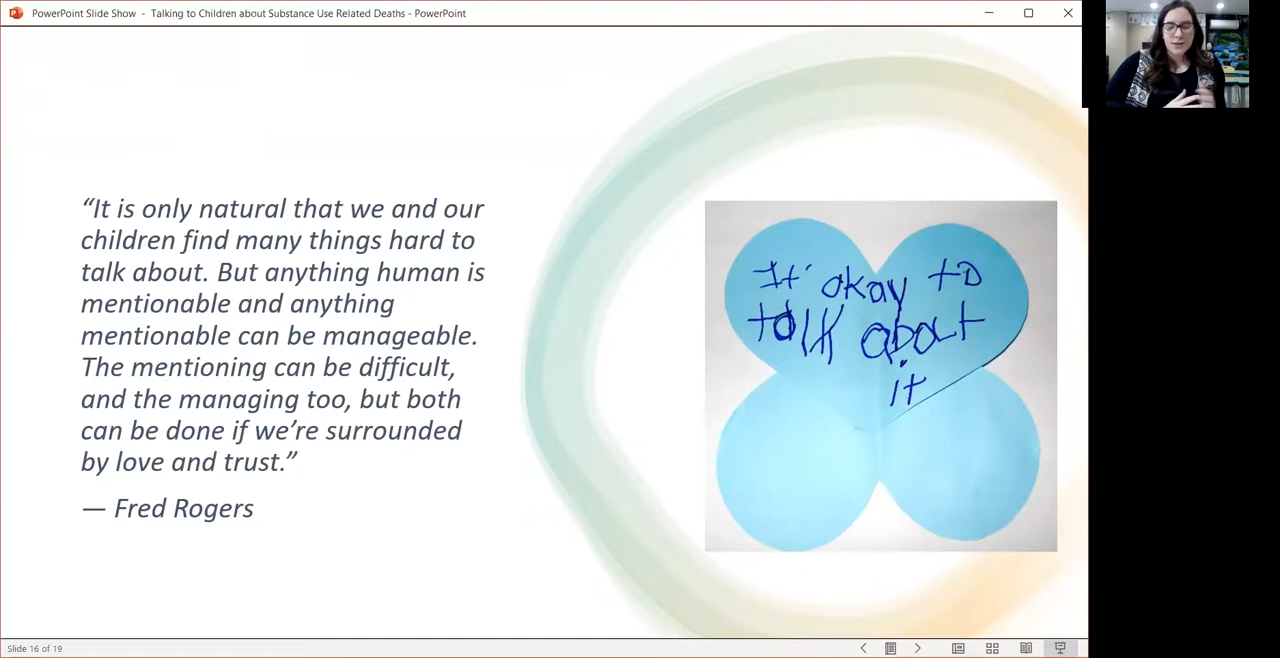 PowerPoint Slide Show - Talking to Children about Substance Use Related Deaths - PowerPoint
“It is only natural that we and our
children find many things hard to
talk about. But anything human is
mentionable and anything
mentionable can be manageable.
The mentioning can be difficult,
and the managing too, but both
can be done if we’re surrounded
by love and trust.”
— Fred Rogers
It' okay to
talk about
it
Slide 16 of 19